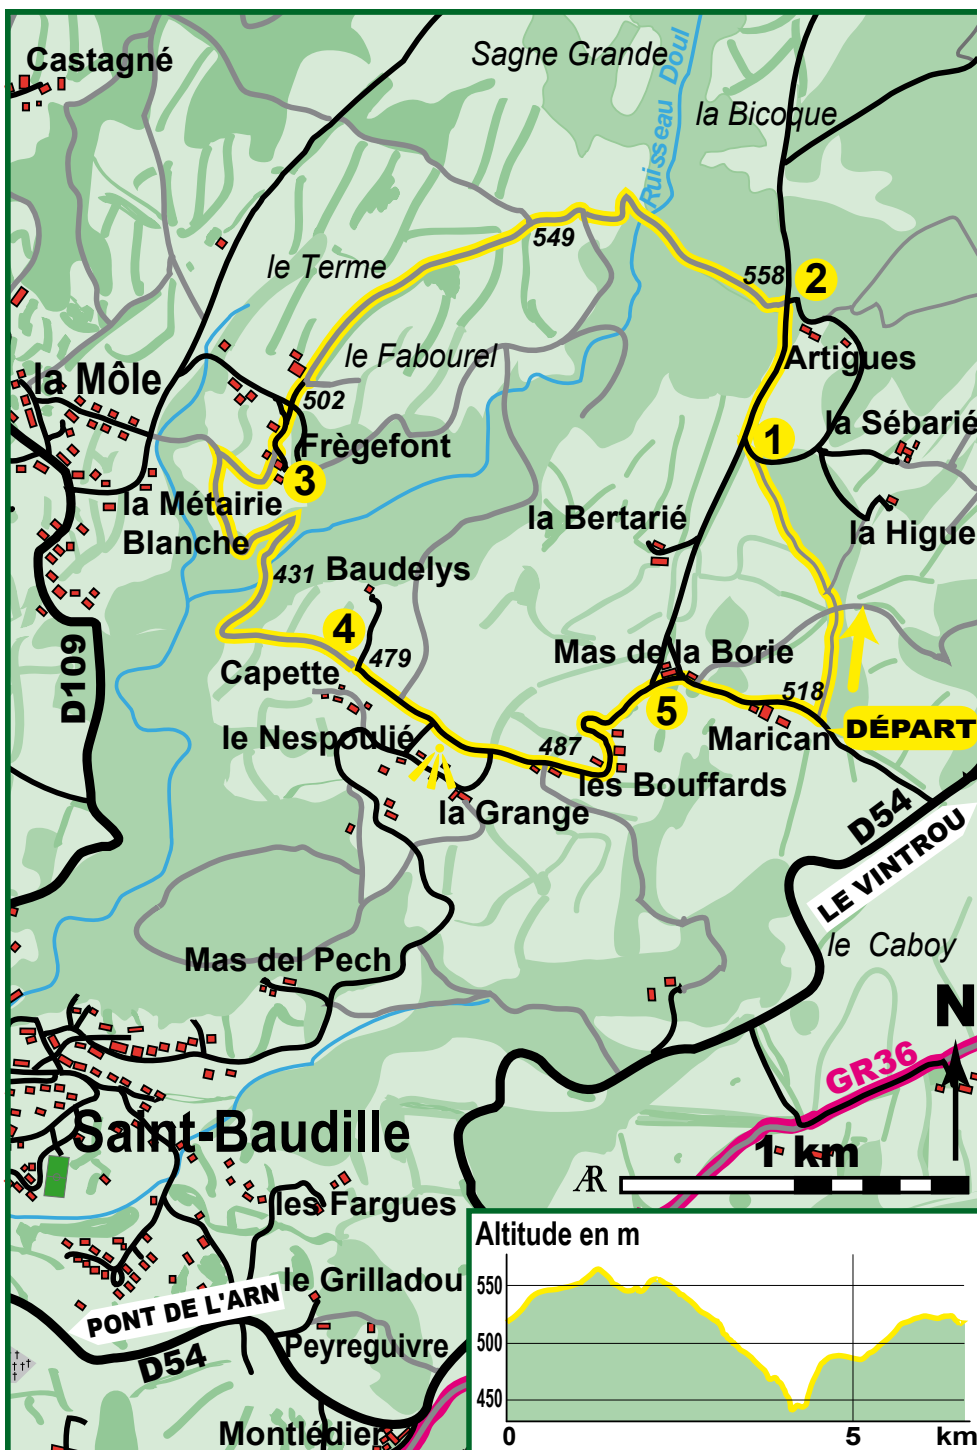 Castagné
Sagne Grande
Ruisseau Doul
la Bicoque
549
le Terme
558
2
le Fabourel
Artigues
la Môle
502
la Sébarié
Frègefont
1
3
la Métairie
Blanche
la Bertarié
la Higue
431
Baudelys
4
479
Mas de la Borie
Capette
518
5
D109
le Nespoulié
487
Marican
DÉPART
les Bouffards
la Grange
D54
LE VINTROU
le Caboy
Mas del Pech
N
GR36
Saint-Baudille
1 km
AR
les Fargues
Altitude en m
le Grilladou
550
PONT DE L'ARN
500
D54
Peyreguivre
450
Montlédier
0
5
km